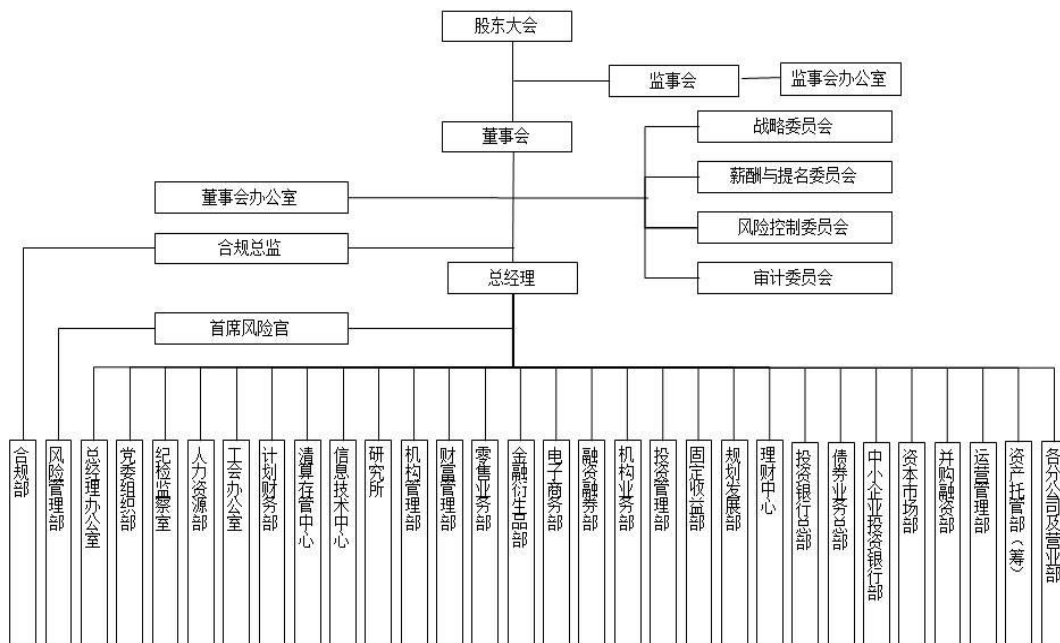 股东大会
监事会
监事会办公室
董事会
战略委员会
薪酬与提名委员会
董事会办公室
风险控制委员会
合规总监
总经理
审计委员会
首席风险官
合规部
风险管理部
总经理办公室
党委组织部
纪检监察室
人力资源部
工会办公室
计划财务部
清算存管中心
信息技术中心
研究所
机构管理部
财富管理部
零售业务部
金融衍生品部
电子商务部
融资融券部
机构业务部
投资管理部
固定收益部
规划发展部
理财中心
投资银行总部
债券业务总部
中小企业投资银行部
资本市场部
并购融资部
运营管理部
资产托管部（筹）
各分公司及营业部